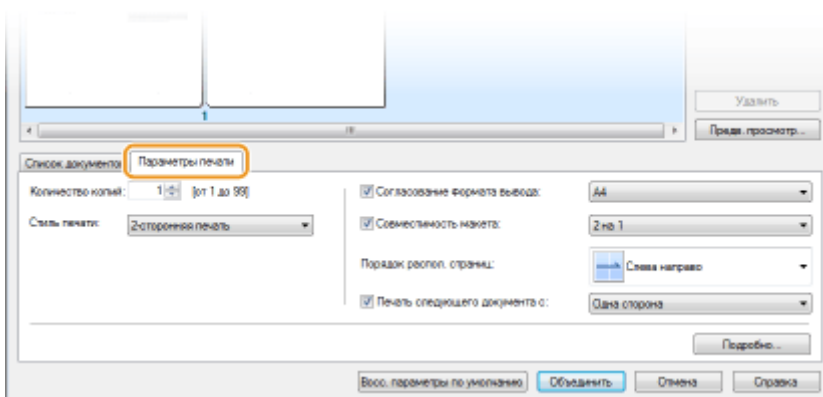 Удалить
1
Предв. просмотр...
Список документов
Параметры печати
Количество копий: 1 [от 1 до 99]
Согласование формата вывода: A4
Стиль печати: 2-сторонняя печать
Совместимость макета: 2 на 1
Порядок распол. страниц: Слева направо
Печать следующего документа с: Одна сторона
Подробно...
Восс. параметры по умолчанию
Объединить
Отмена
Справка